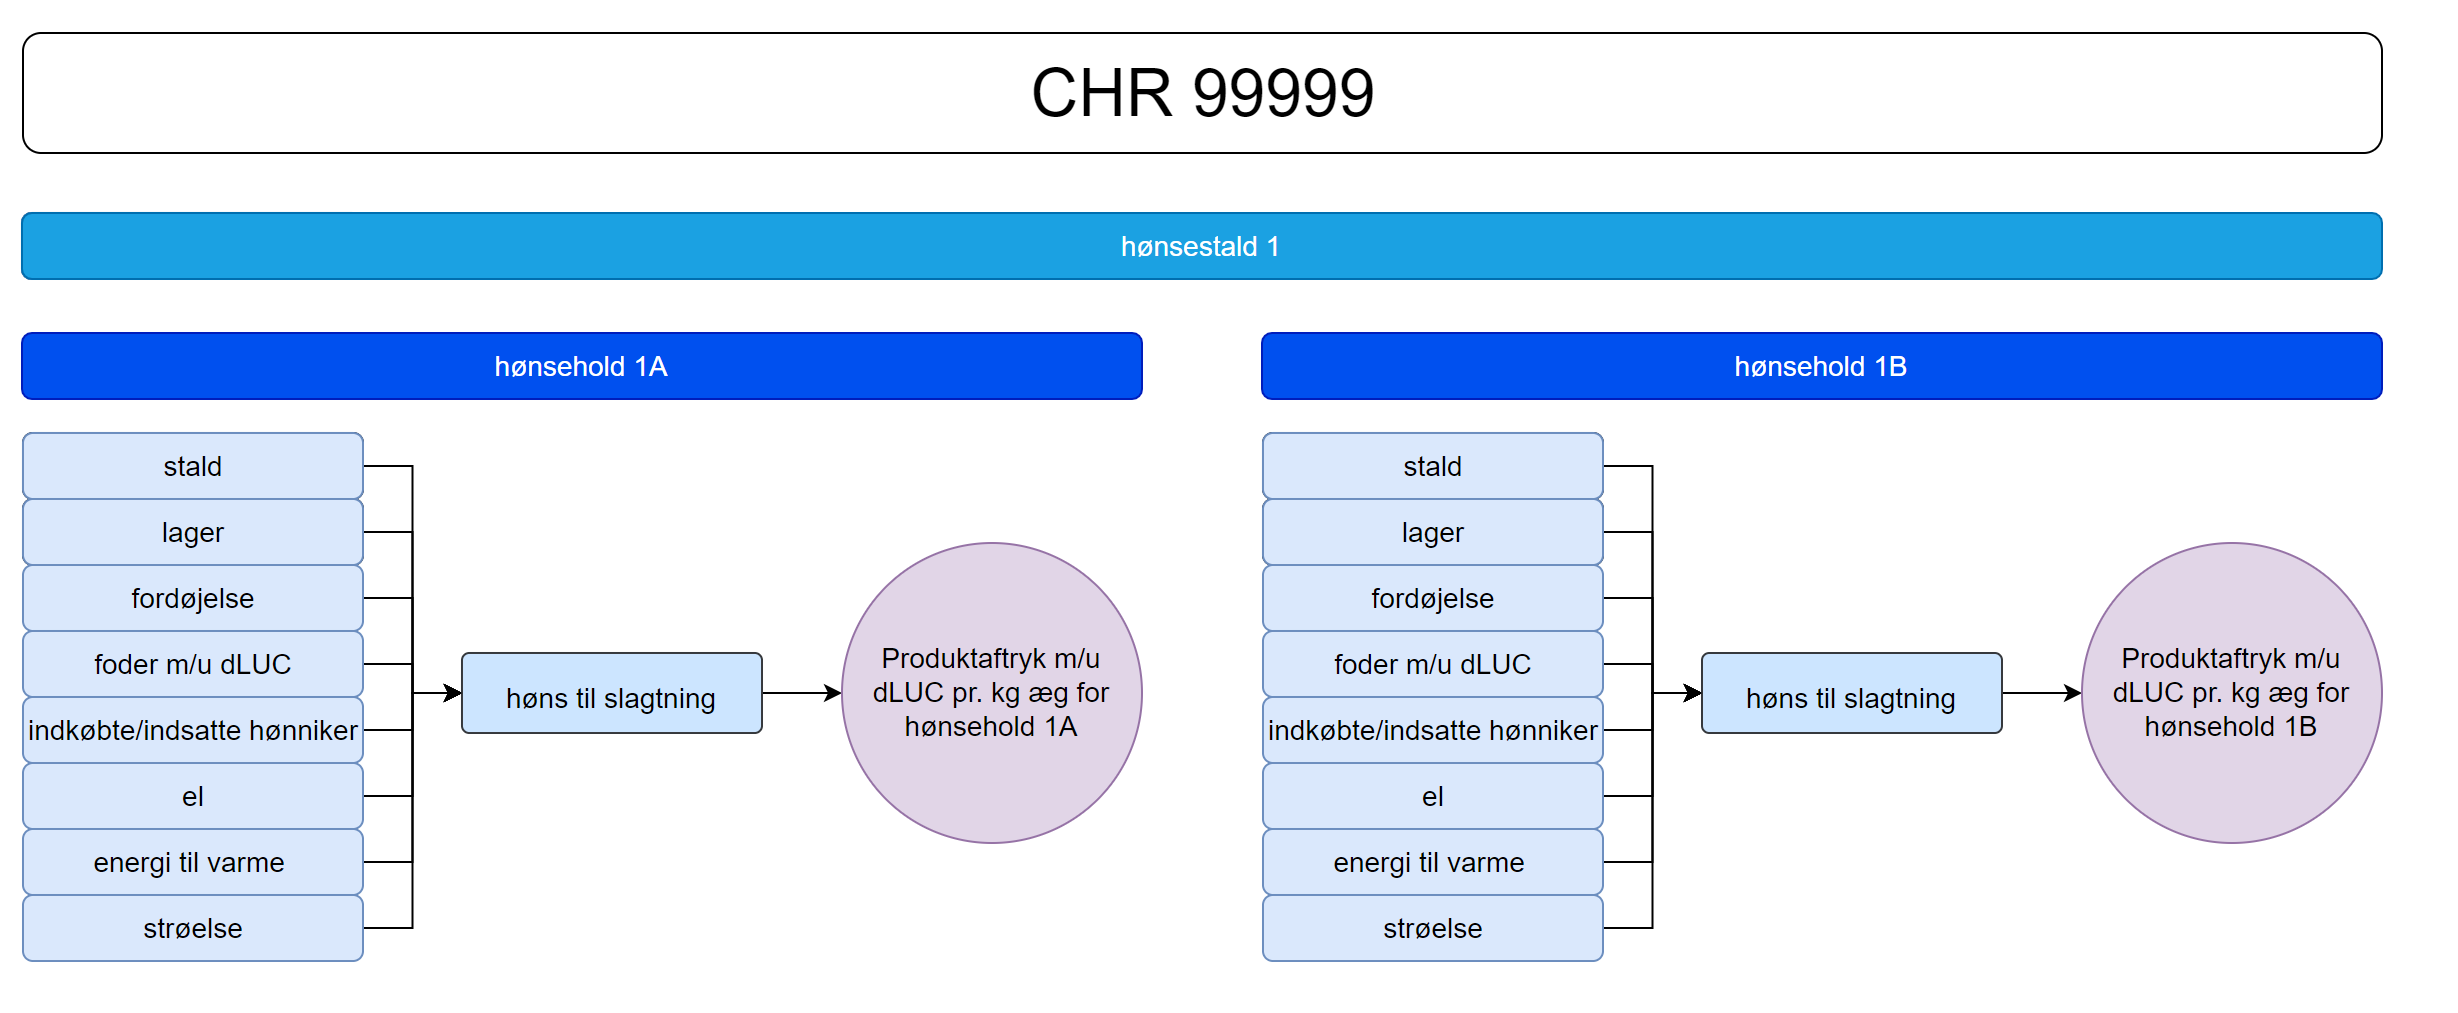 CHR 99999
hønsestald 1
hønsehold 1A
stald
lager
fordøjelse
foder m/u dLUC
indkøbte/indsatte hønniker
el
energi til varme
strøelse
høns til slagtning
Produktaftryk m/u
dLUC pr. kg æg for
hønsehold 1A
hønsehold 1B
stald
lager
fordøjelse
foder m/u dLUC
indkøbte/indsatte hønniker
el
energi til varme
strøelse
høns til slagtning
Produktaftryk m/u
dLUC pr. kg æg for
hønsehold 1B